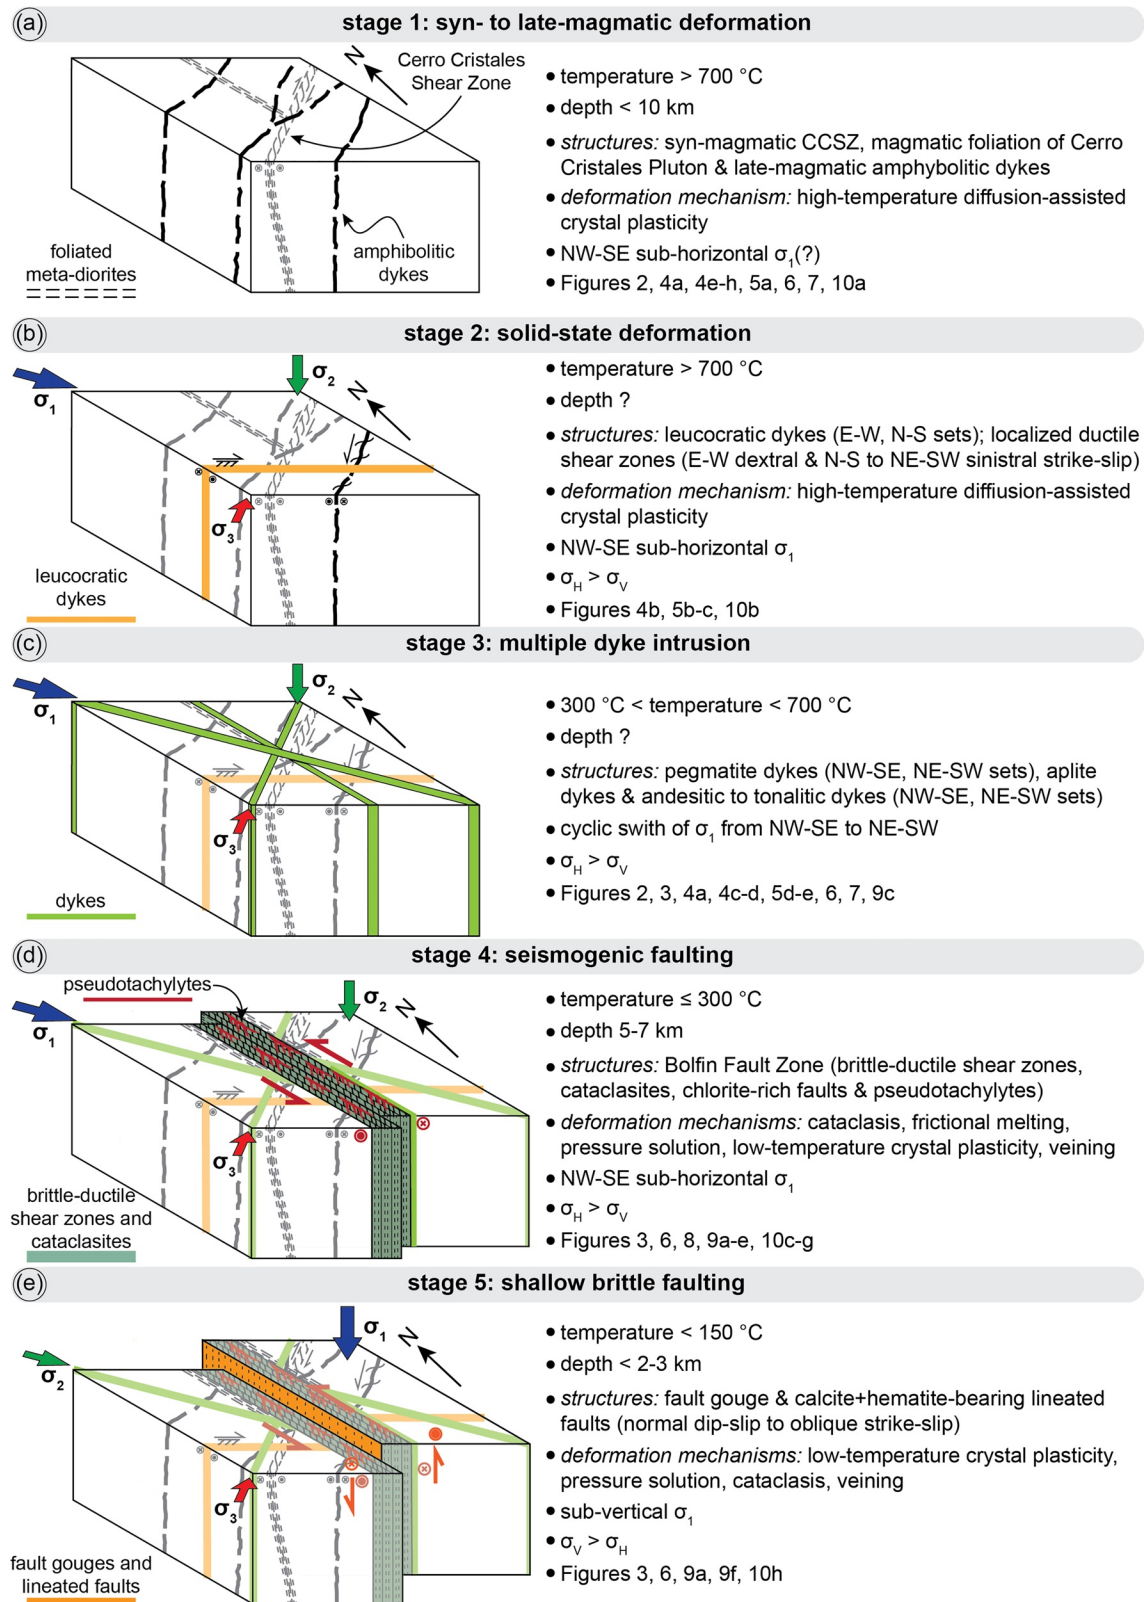 (a) stage 1: syn- to late-magmatic deformation
Cerro Cristales
Shear Zone
N
amphibolitic
dykes
foliated
meta-diorites
• temperature > 700 °C
• depth < 10 km
• structures: syn-magmatic CCSZ, magmatic foliation of Cerro
Cristales Pluton & late-magmatic amphybolitic dykes
• deformation mechanism: high-temperature diffusion-assisted
crystal plasticity
• NW-SE sub-horizontal σ1(?)
• Figures 2, 4a, 4e-h, 5a, 6, 7, 10a
(b) stage 2: solid-state deformation
σ1
σ2
N
σ3
leucocratic
dykes
• temperature > 700 °C
• depth ?
• structures: leucocratic dykes (E-W, N-S sets); localized ductile
shear zones (E-W dextral & N-S to NE-SW sinistral strike-slip)
• deformation mechanism: high-temperature diffiusion-assisted
crystal plasticity
• NW-SE sub-horizontal σ1
• σH > σV
• Figures 4b, 5b-c, 10b
(c) stage 3: multiple dyke intrusion
σ1
σ2
N
σ3
dykes
• 300 °C < temperature < 700 °C
• depth ?
• structures: pegmatite dykes (NW-SE, NE-SW sets), aplite
dykes & andesitic to tonalitic dykes (NW-SE, NE-SW sets)
• cyclic swith of σ1 from NW-SE to NE-SW
• σH > σV
• Figures 2, 3, 4a, 4c-d, 5d-e, 6, 7, 9c
(d) stage 4: seismogenic faulting
pseudotachylytes
σ1
σ2
N
σ3
brittle-ductile
shear zones and
cataclasites
• temperature ≤ 300 °C
• depth 5-7 km
• structures: Bolfin Fault Zone (brittle-ductile shear zones,
cataclasites, chlorite-rich faults & pseudotachylytes)
• deformation mechanisms: cataclasis, frictional melting,
pressure solution, low-temperature crystal plasticity, veining
• NW-SE sub-horizontal σ1
• σH > σV
• Figures 3, 6, 8, 9a-e, 10c-g
(e) stage 5: shallow brittle faulting
σ1
N
σ2
σ3
fault gouges and
lineated faults
• temperature < 150 °C
• depth < 2-3 km
• structures: fault gouge & calcite+hematite-bearing lineated
faults (normal dip-slip to oblique strike-slip)
• deformation mechanisms: low-temperature crystal plasticity,
pressure solution, cataclasis, veining
• sub-vertical σ1
• σV > σH
• Figures 3, 6, 9a, 9f, 10h